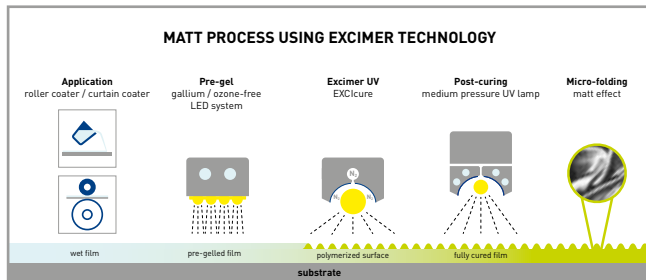 MATT PROCESS USING EXCIMER TECHNOLOGY
Application
roller coater / curtain coater
Pre-gel
gallium / ozone-free
LED system
Excimer UV
EXCIcure
Post-curing
medium pressure UV lamp
Micro-folding
matt effect
N₂
N₂
N₂
wet film
pre-gelled film
polymerized surface
fully cured film
substrate